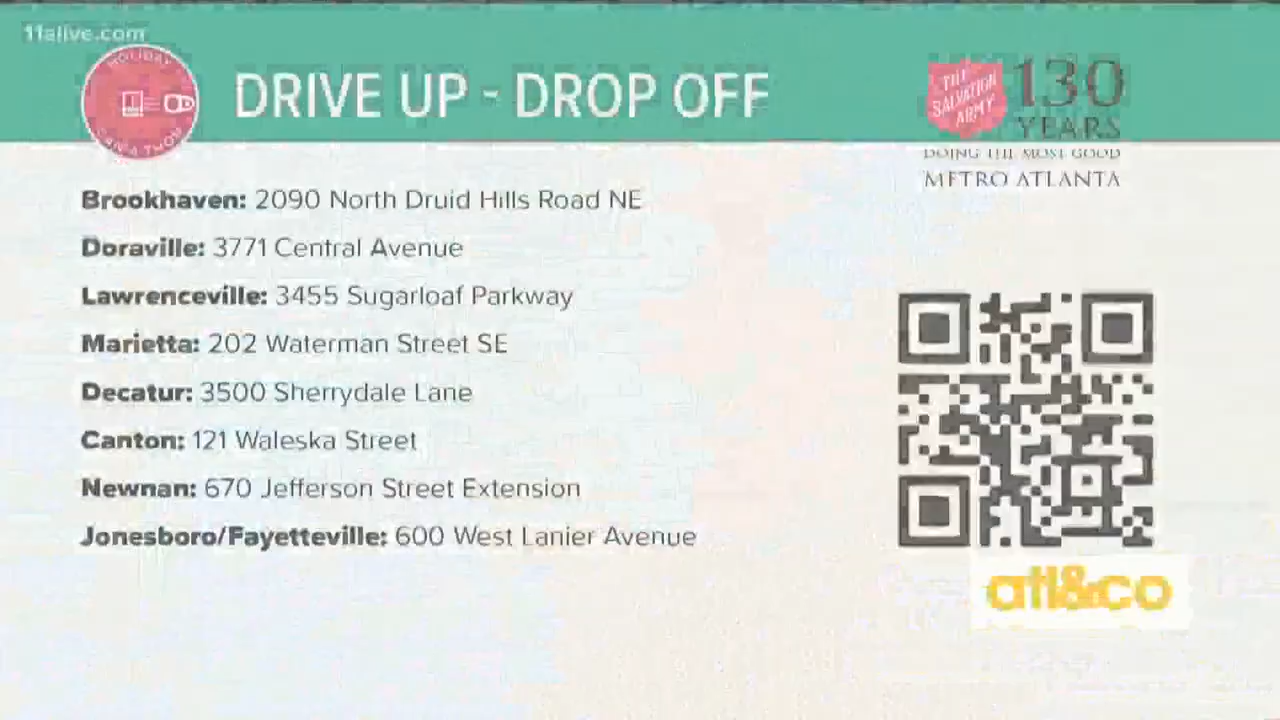 11alive.com
HOLIDAY
CAN A THON
DRIVE UP - DROP OFF
THE
SALVATION
ARMY
130
YEARS
DOING THE MOST GOOD
METRO ATLANTA
Brookhaven: 2090 North Druid Hills Road NE
Doraville: 3771 Central Avenue
Lawrenceville: 3455 Sugarloaf Parkway
Marietta: 202 Waterman Street SE
Decatur: 3500 Sherrydale Lane
Canton: 121 Waleska Street
Newnan: 670 Jefferson Street Extension
Jonesboro/Fayetteville: 600 West Lanier Avenue
atl&co